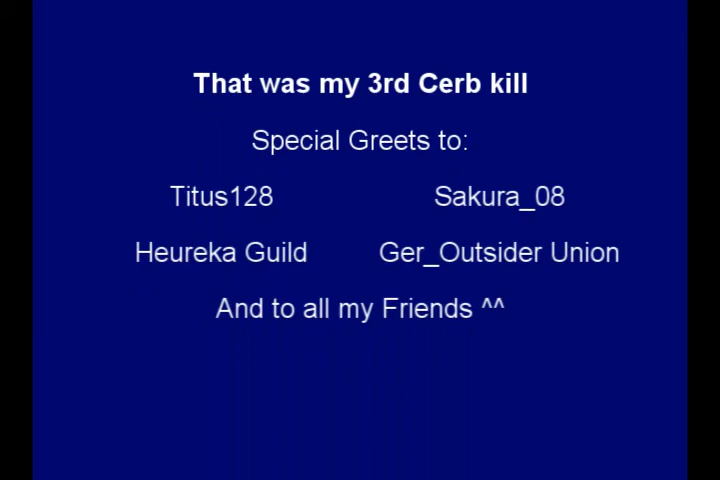 That was my 3rd Cerb kill
Special Greets to:
Titus128 Sakura_08
Heureka Guild Ger_Outsider Union
And to all my Friends ^^